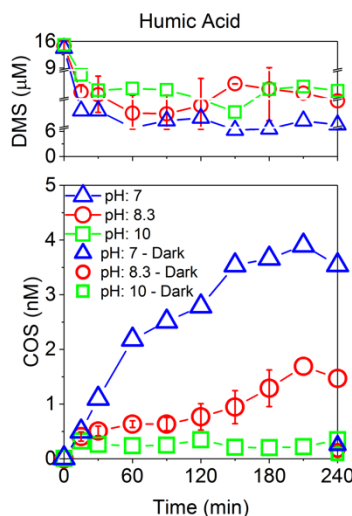 Humic Acid
DMS (μM)
16
9
6
0
COS (nM)
5
4
3
2
1
0
pH: 7
pH: 8.3
pH: 10
pH: 7 - Dark
pH: 8.3 - Dark
pH: 10 - Dark
0 60 120 180 240
Time (min)